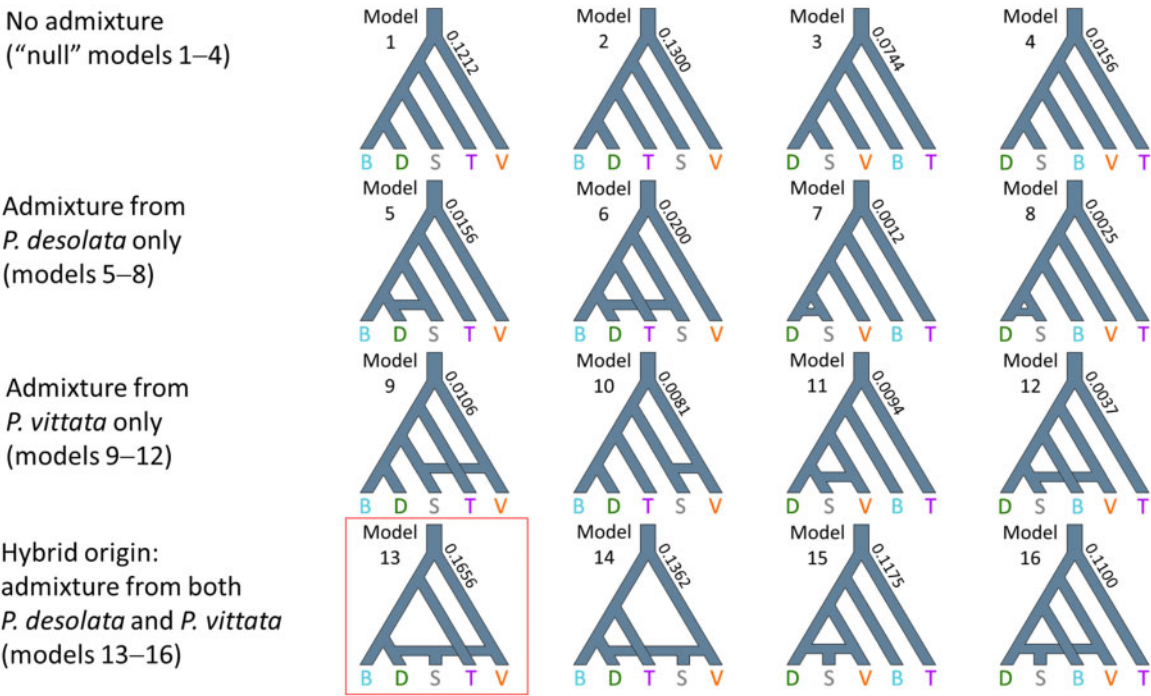 No admixture
("null" models 1–4)
Model
1
0.1212
B D S T V
Model
2
0.1300
B D T S V
Model
3
0.0744
D S V B T
Model
4
0.0156
D S B V T
Admixture from
P. desolata only
(models 5–8)
Model
5
0.0156
B D S T V
Model
6
0.0200
B D T S V
Model
7
0.0012
D S V B T
Model
8
0.0025
D S B V T
Admixture from
P. vittata only
(models 9–12)
Model
9
0.0106
B D S T V
Model
10
0.0081
B D T S V
Model
11
0.0094
D S V B T
Model
12
0.0037
D S B V T
Hybrid origin:
admixture from both
P. desolata and P. vittata
(models 13–16)
Model
13
0.1656
B D S T V
Model
14
0.1362
B D T S V
Model
15
0.1175
D S V B T
Model
16
0.1100
D S B V T